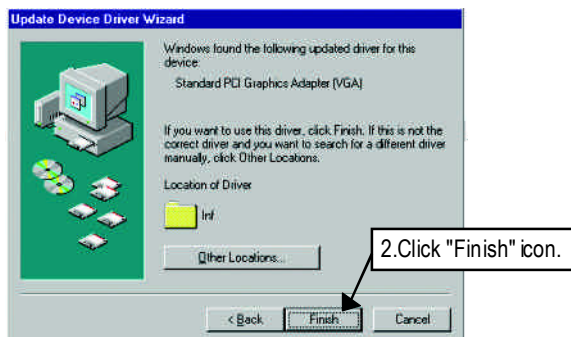 Update Device Driver Wizard
Windows found the following updated driver for this
device:
Standard PCI Graphics Adapter (VGA)
If you want to use this driver, click Finish. If this is not the
correct driver and you want to search for a different driver
manually, click Other Locations.
Location of Driver
Inf
Other Locations...
2.Click "Finish" icon.
< Back
Finish
Cancel